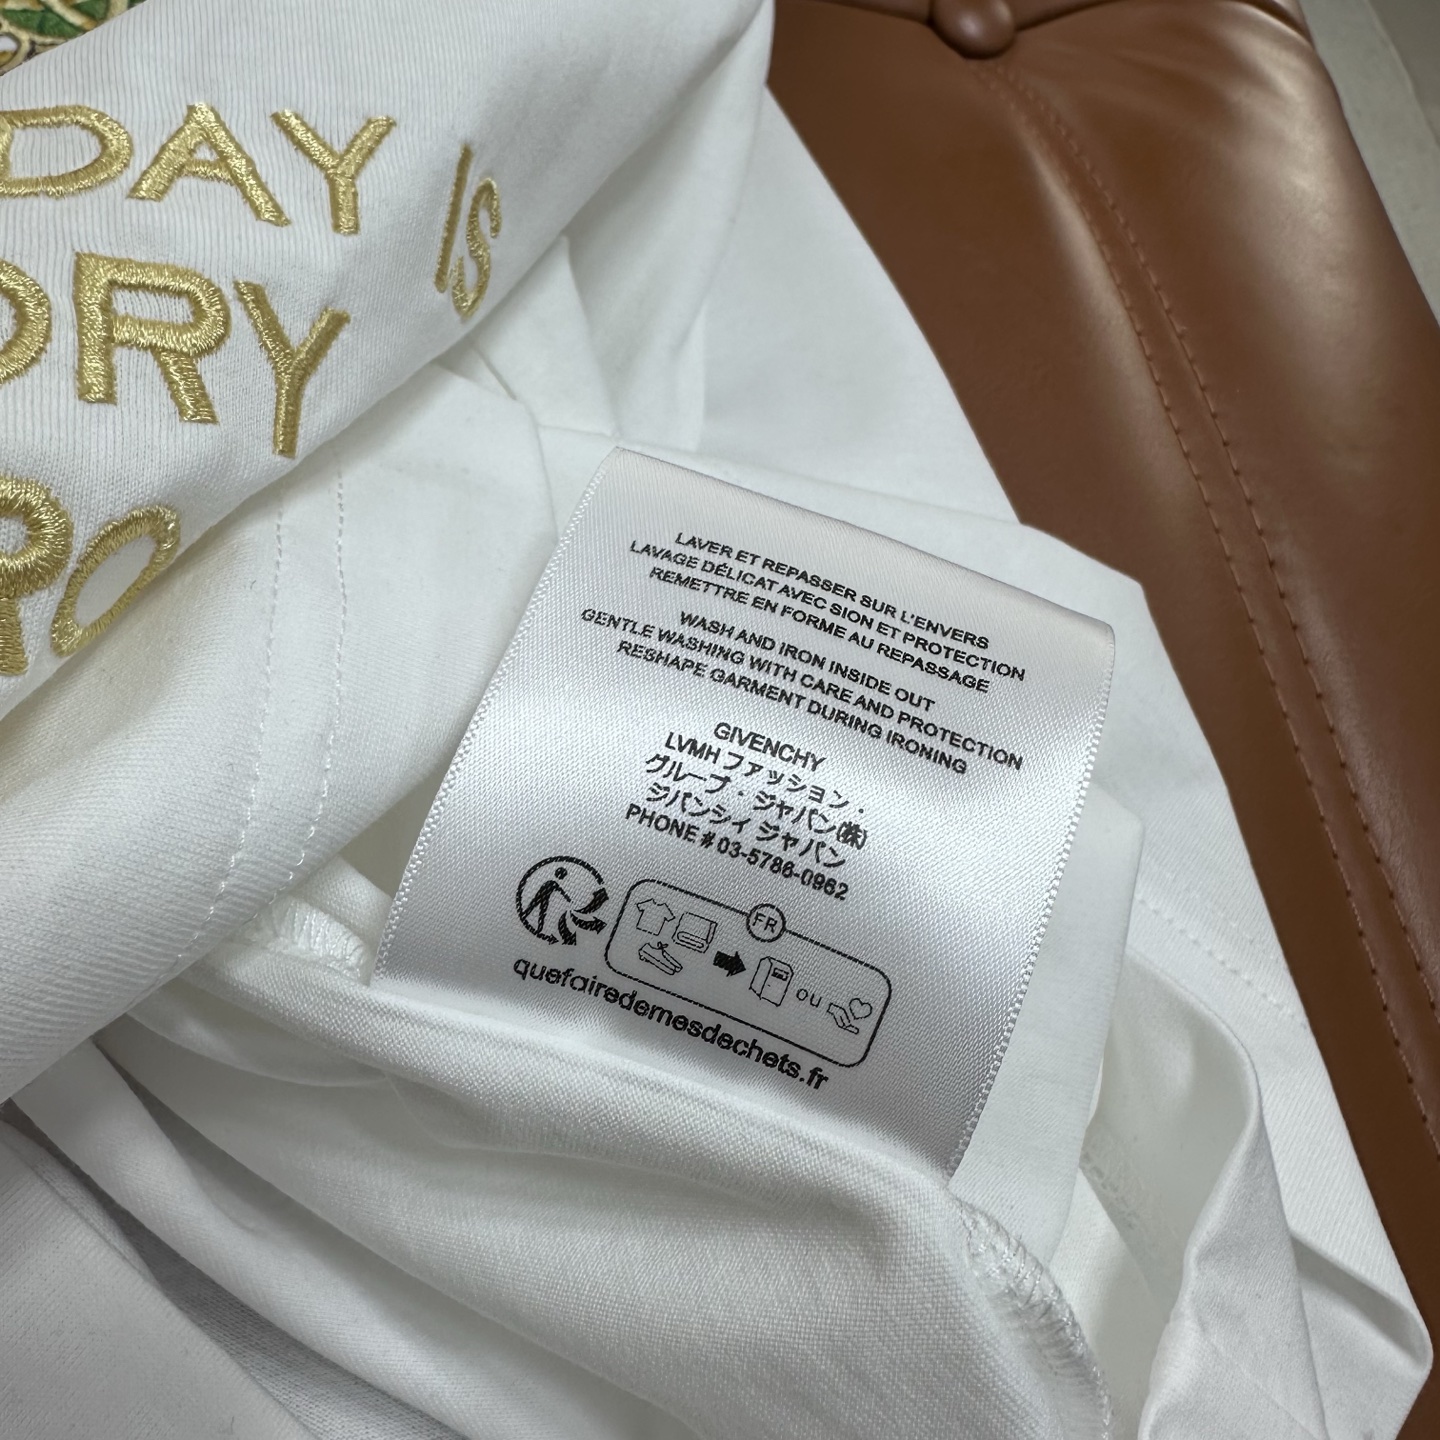 DAY IS
ORY
RO
LAVER ET REPASSER SUR L'ENVERS
LAVAGE DÉLICAT AVEC SION ET PROTECTION
REMETTRE EN FORME AU REPASSAGE
WASH AND IRON INSIDE OUT
GENTLE WASHING WITH CARE AND PROTECTION
RESHAPE GARMENT DURING IRONING
GIVENCHY
LVMH ファッション・
グループ・ジャパン(株)
ジバンシィ ジャパン
PHONE # 03-5786-0962
FR
ou
quefairedemesdechets.fr